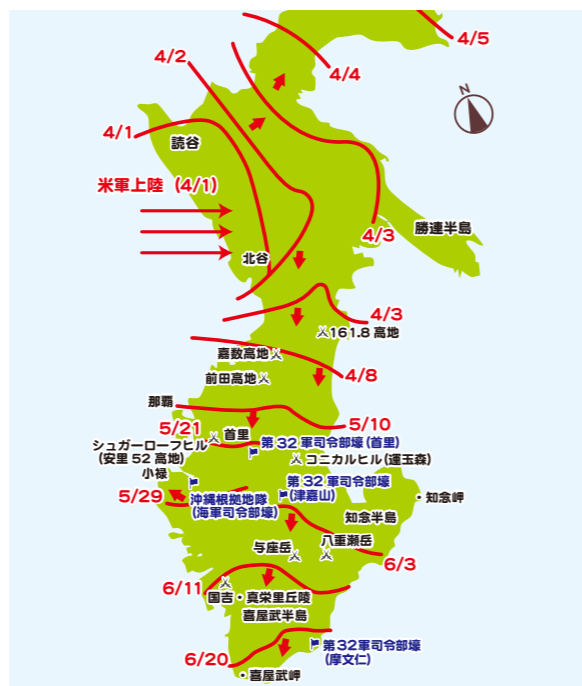 4/5
4/4
4/2
N
4/1
読谷
米軍上陸 (4/1)
勝連半島
4/3
北谷
4/3
×161.8高地
嘉数高地×
前田高地×
4/8
那覇
5/10
5/21
首里
第32軍司令部壕(首里)
シュガーローフヒル
(安里52高地)
コニカルヒル(運玉森)
小禄
5/29
沖縄根拠地隊
(海軍司令部壕)
第32軍司令部壕
(津嘉山)
・知念岬
知念半島
与座岳
八重瀬岳
6/3
6/11
国吉・真栄里丘陵
喜屋武半島
6/20
第32軍司令部壕
(摩文仁)
・喜屋武岬